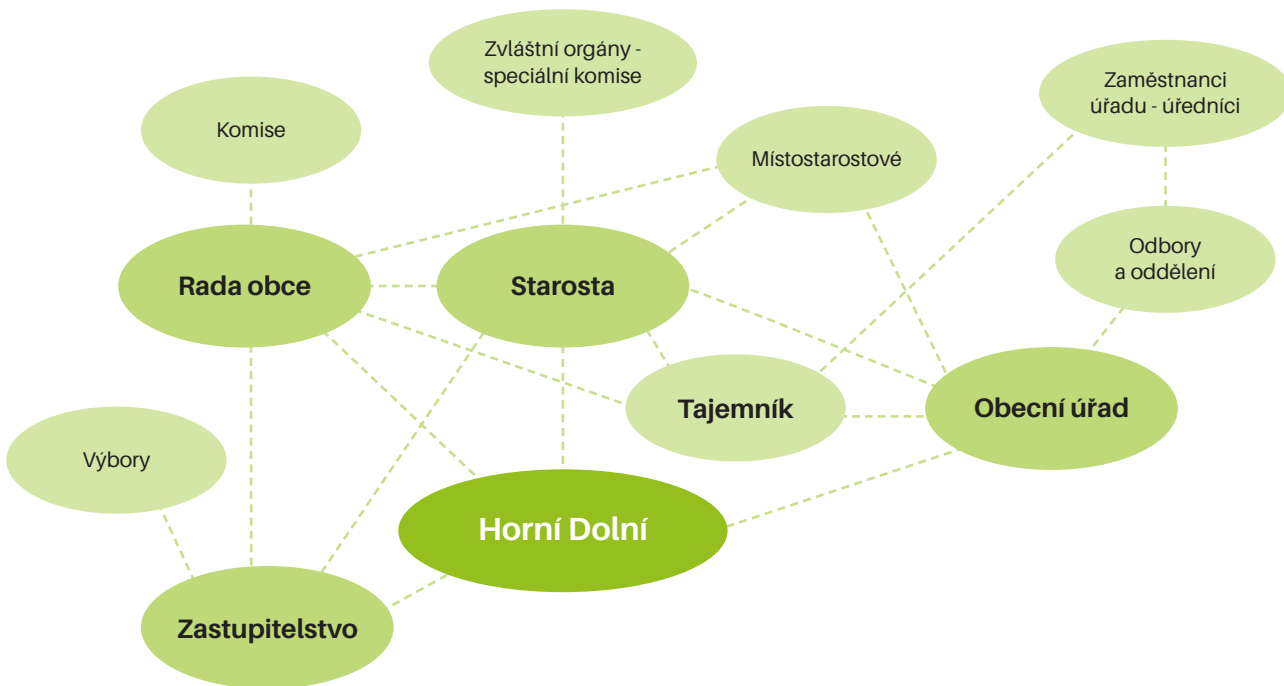 Zvláštní orgány -
speciální komise
Zaměstnanci
úřadu - úředníci
Komise
Místostarostové
Odbory
a oddělení
Rada obce
Starosta
Tajemník
Obecní úřad
Výbory
Horní Dolní
Zastupitelstvo